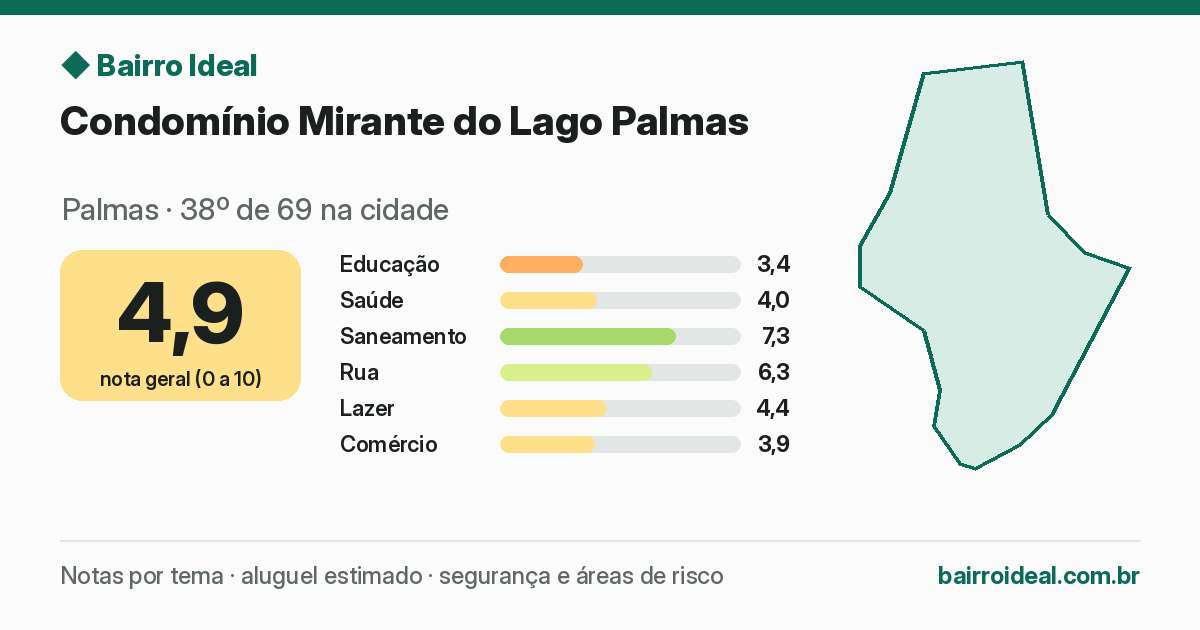 Bairro Ideal
Condomínio Mirante do Lago Palmas
Palmas · 38º de 69 na cidade
4,9
nota geral (0 a 10)
Educação 3,4
Saúde 4,0
Saneamento 7,3
Rua 6,3
Lazer 4,4
Comércio 3,9
Notas por tema · aluguel estimado · segurança e áreas de risco
bairroideal.com.br